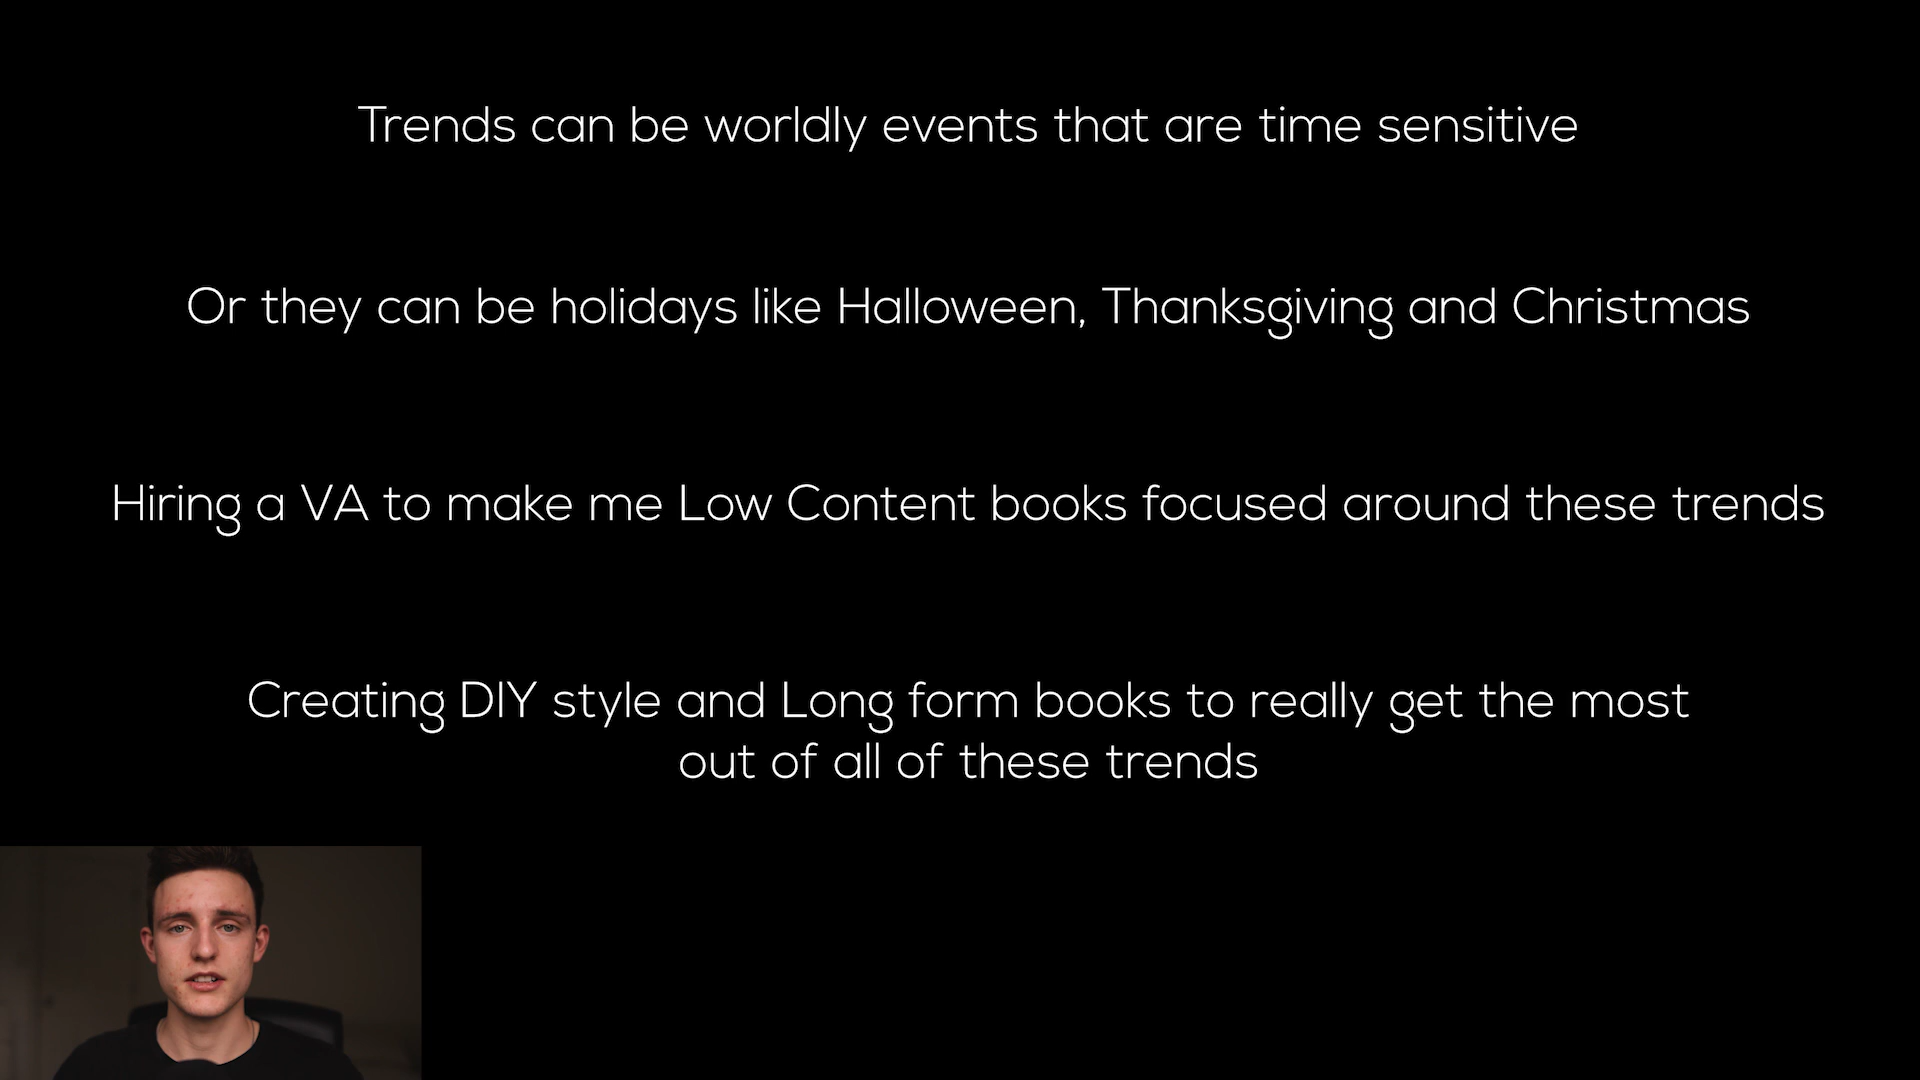 Trends can be worldly events that are time sensitive
Or they can be holidays like Halloween, Thanksgiving and Christmas
Hiring a VA to make me Low Content books focused around these trends
Creating DIY style and Long form books to really get the most
out of all of these trends